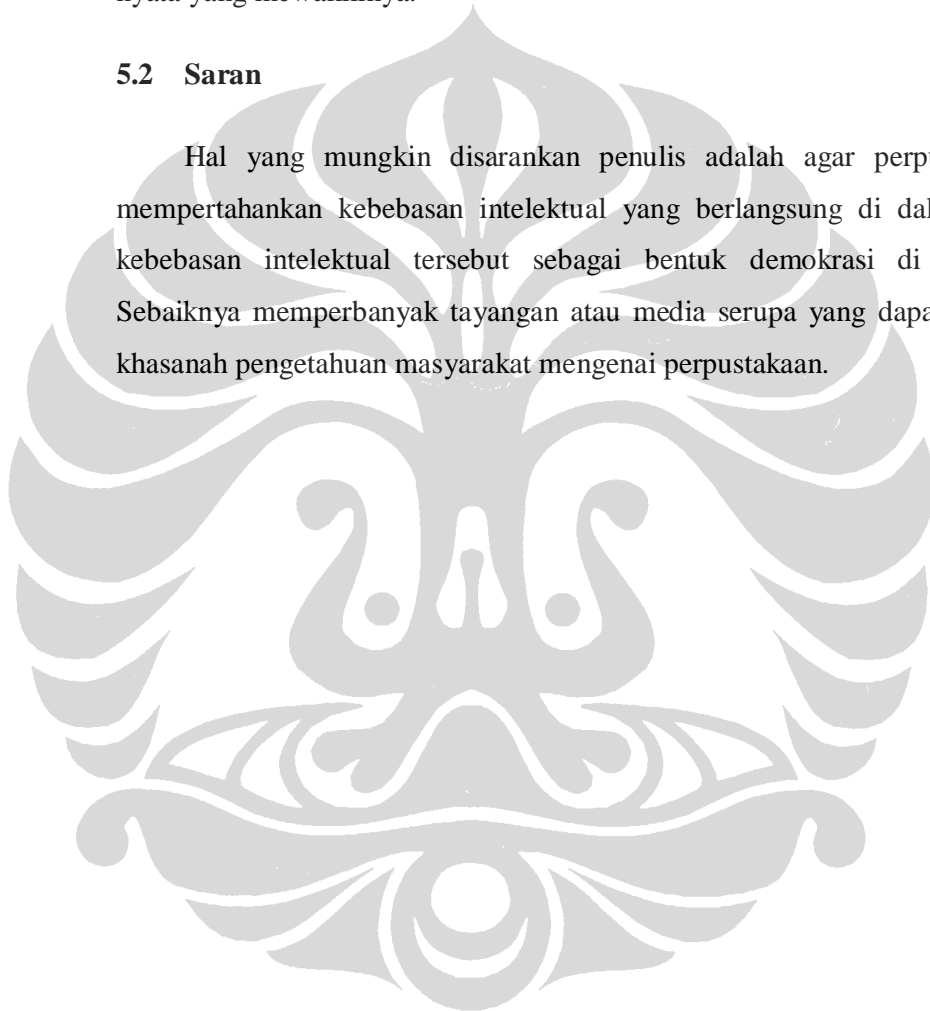 5.2 Saran
Hal yang mungkin disarankan penulis adalah agar
mempertahankan kebebasan intelektual yang berlangsung di
kebebasan intelektual tersebut sebagai bentuk demokrasi di
Sebaiknya memperbanyak tayangan atau media serupa yang
khasanah pengetahuan masyarakat mengenai perpustakaan.